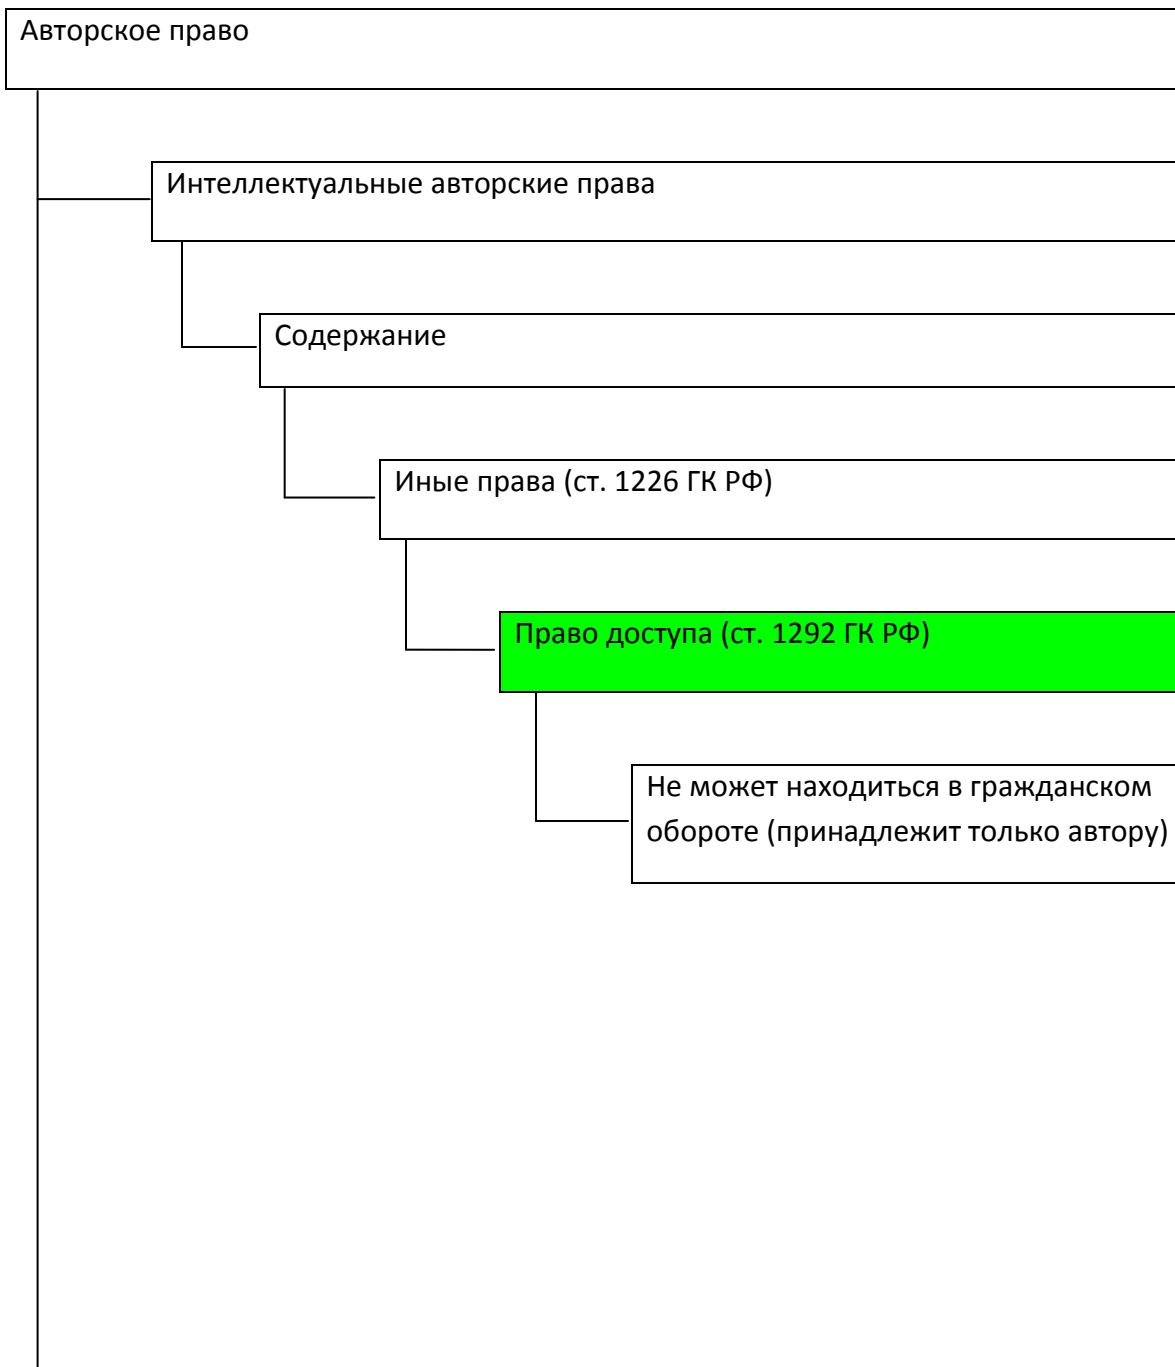 Авторское право
Интеллектуальные авторские права
Содержание
Иные права (ст. 1226 ГК РФ)
Право доступа (ст. 1292 ГК РФ)
Не может находиться в гражданском
обороте (принадлежит только автору)